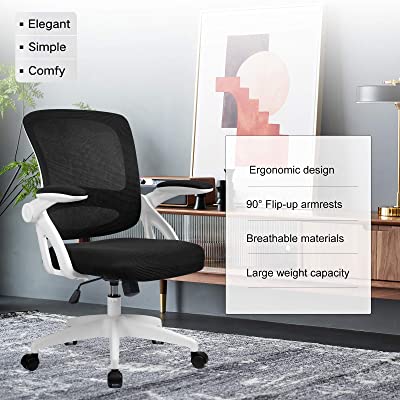 Elegant
Simple
Comfy
Ergonomic design
90° Flip-up armrests
Breathable materials
Large weight capacity